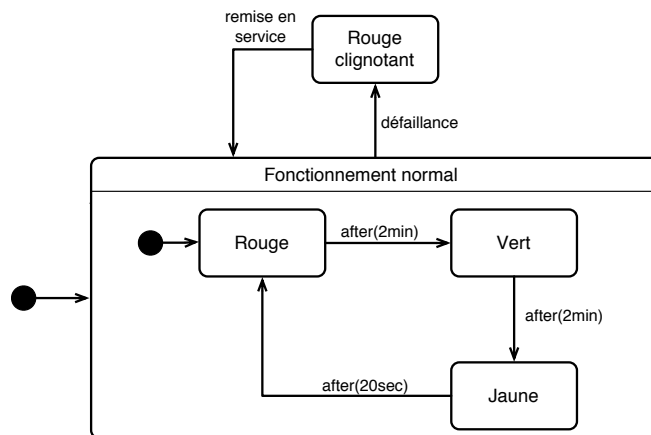 remise en
service
Rouge
clignotant
défaillance
Fonctionnement normal
Rouge
after(2min)
Vert
after(2min)
after(20sec)
Jaune